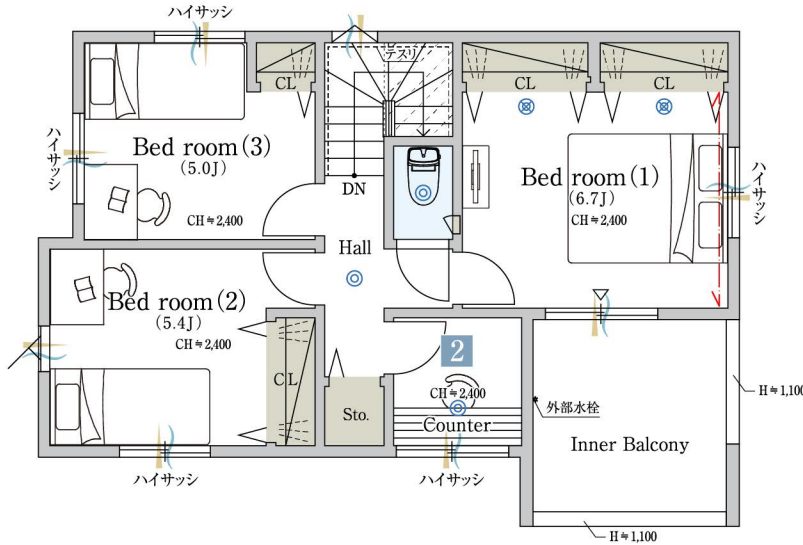 ハイサッシ
テスリ
CL
CL
CL
ハイサッシ
Bed room(3)
(5.0J)
CH≒2,400
DN
Bed room(1)
(6.7J)
CH≒2,400
ハイサッシ
Hall
Bed room(2)
(5.4J)
CH≒2,400
CL
Sto.
2
CH≒2,400
Counter
外部水栓
Inner Balcony
H≒1,100
ハイサッシ
ハイサッシ
H≒1,100